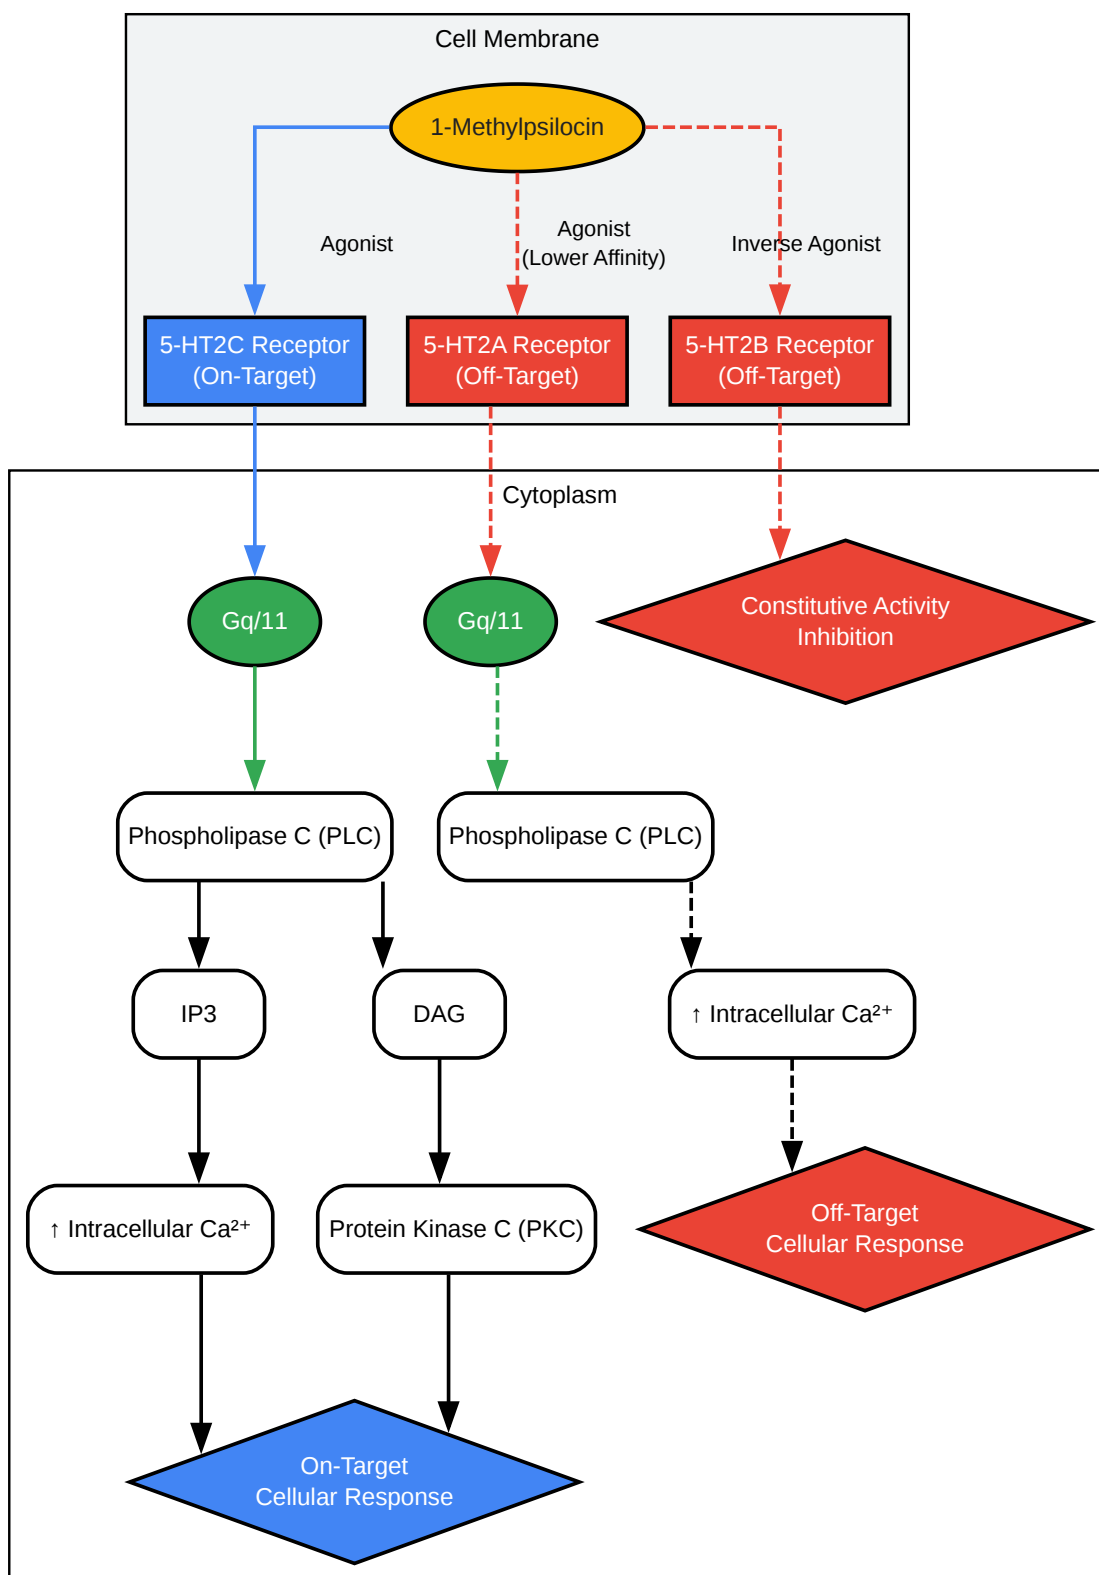 Cell Membrane
1-Methylpsilocin
Agonist
Agonist
(Lower Affinity)
Inverse Agonist
5-HT2C Receptor
(On-Target)
5-HT2A Receptor
(Off-Target)
5-HT2B Receptor
(Off-Target)
Cytoplasm
Gq/11
Gq/11
Constitutive Activity
Inhibition
Phospholipase C (PLC)
Phospholipase C (PLC)
IP3
DAG
↑ Intracellular Ca²⁺
↑ Intracellular Ca²⁺
Protein Kinase C (PKC)
Off-Target
Cellular Response
On-Target
Cellular Response